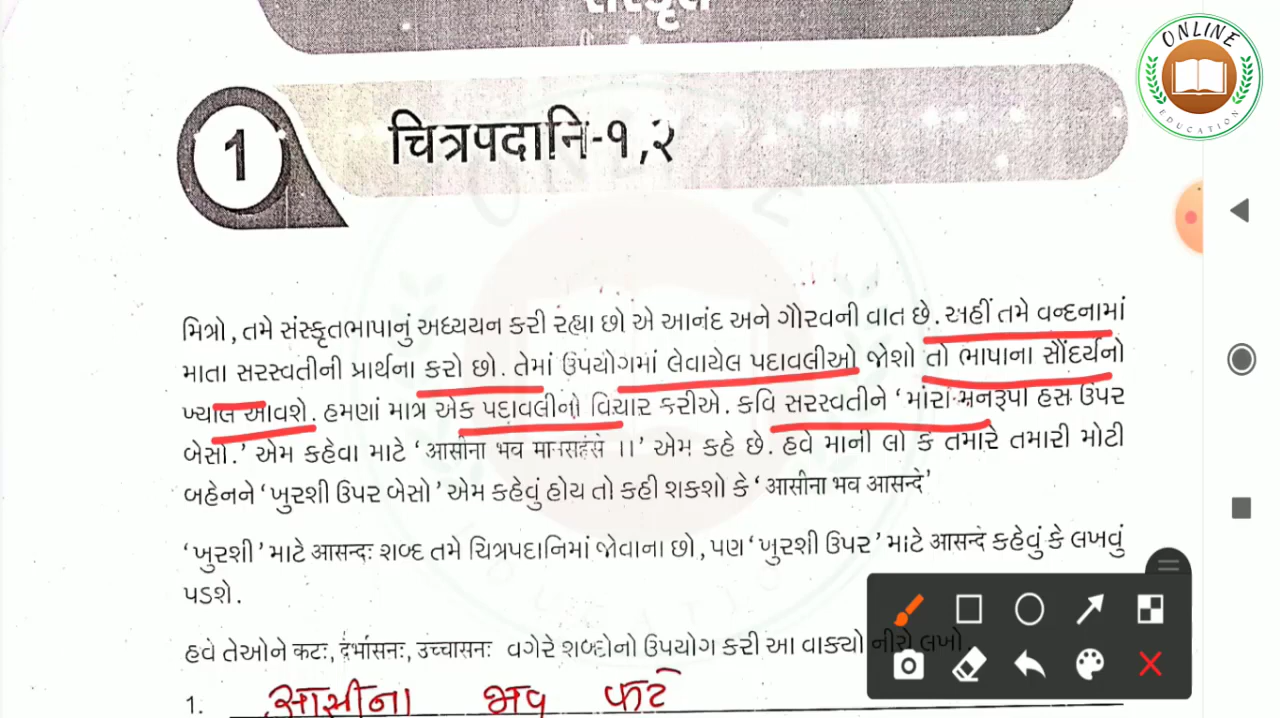 संस्कृत
ONLINE
EDUCATION
1
चित्रपदानि-१,२
મિત્રો, તમે સંસ્કૃતભાષાનું અધ્યયન કરી રહ્યા છો એ આનંદ અને ગૌરવની વાત છે. અહીં તમે વન્દનામાં
માતા સરસ્વતીની પ્રાર્થના કરો છો. તેમાં ઉપયોગમાં લેવાયેલ પદાવલીઓ જોશો તો ભાષાના સૌંદર્યનો
ખ્યાલ આવશે. હમણાં માત્ર એક પદાવલીનો વિચાર કરીએ. કવિ સરસ્વતીને ‘મારા મનરૂપી હંસ ઉપર
બેસો.’ એમ કહેવા માટે ‘आसीना भव मानसहंसे ।।’ એમ કહે છે. હવે માની લો કે તમારે તમારી મોટી
બહેનને ‘ખુરશી ઉપર બેસો’ એમ કહેવું હોય તો કહી શકશો કે ‘आसीना भव आसन्दे’
‘ખુરશી’ માટે आसन्दः શબ્દ તમે ચિત્રપદાનિમાં જોવાના છો, પણ ‘ખુરશી ઉપર’ માટે आसन्दे કહેવું કે લખવું
પડશે.
હવે તેઓને कटः, दर्भासनः, उच्चासनः વગેરે શબ્દોનો ઉપયોગ કરી આ વાક્યો નીચે લખો.
1. आसीना भव कटे